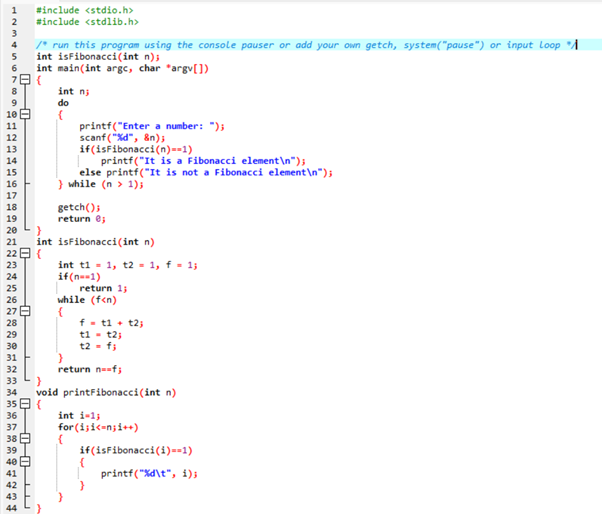 1 #include <stdio.h>
2 #include <stdlib.h>
3
4 /* run this program using the console pauser or add your own getch, system("pause") or input loop */
5 int isFibonacci(int n);
6 int main(int argc, char *argv[])
7 {
8 int n;
9 do
10 {
11 printf("Enter a number: ");
12 scanf("%d", &n);
13 if(isFibonacci(n)==1)
14 printf("It is a Fibonacci element\n");
15 else printf("It is not a Fibonacci element\n");
16 } while (n > 1);
17
18 getch();
19 return 0;
20 }
21 int isFibonacci(int n)
22 {
23 int t1 = 1, t2 = 1, f = 1;
24 if(n==1)
25 return 1;
26 while (f<n)
27 {
28 f = t1 + t2;
29 t1 = t2;
30 t2 = f;
31 }
32 return n==f;
33 }
34 void printFibonacci(int n)
35 {
36 int i=1;
37 for(i;i<=n;i++)
38 {
39 if(isFibonacci(i)==1)
40 {
41 printf("%d\t", i);
42 }
43 }
44 }